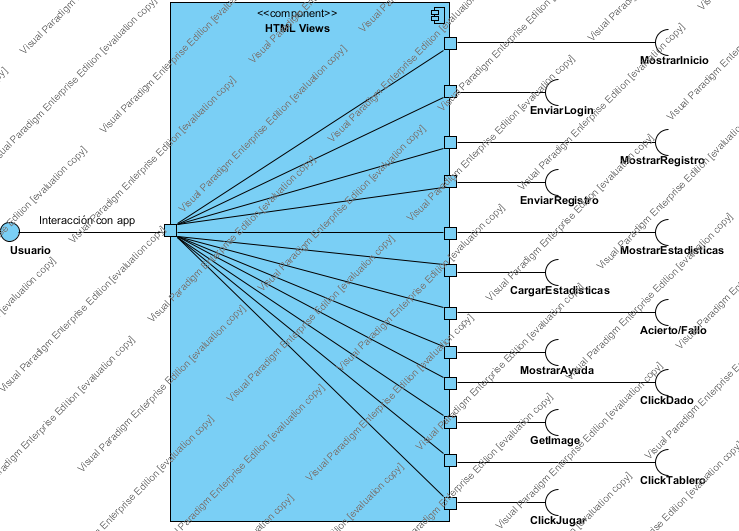 <<component>>
HTML Views
MostrarInicio
EnviarLogin
MostrarRegistro
EnviarRegistro
Interacción con app
Usuario
MostrarEstadisticas
CargarEstadisticas
Acierto/Fallo
MostrarAyuda
ClickDado
GetImage
ClickTablero
ClickJugar
Visual Paradigm Enterprise Edition [evaluation copy]